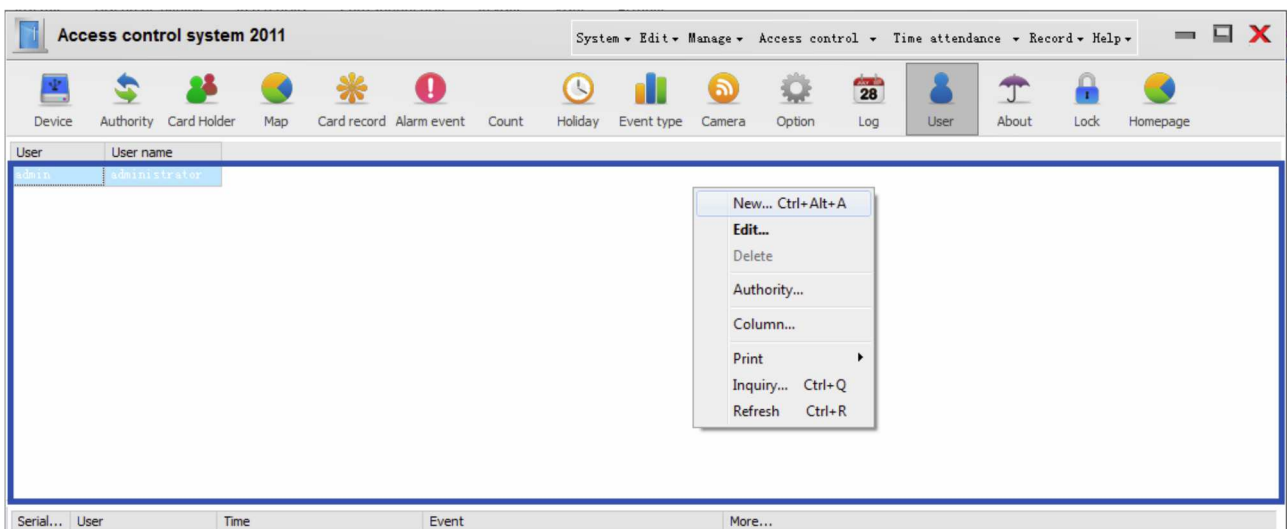 Access control system 2011
System Edit Manage Access control Time attendance Record Help
Device Authority Card Holder Map Card record Alarm event Count Holiday Event type Camera Option Log User About Lock Homepage
JULY 28
User User name
admin administrator
New... Ctrl+Alt+A
Edit...
Delete
Authority...
Column...
Print
Inquiry... Ctrl+Q
Refresh Ctrl+R
Serial... User Time Event More...